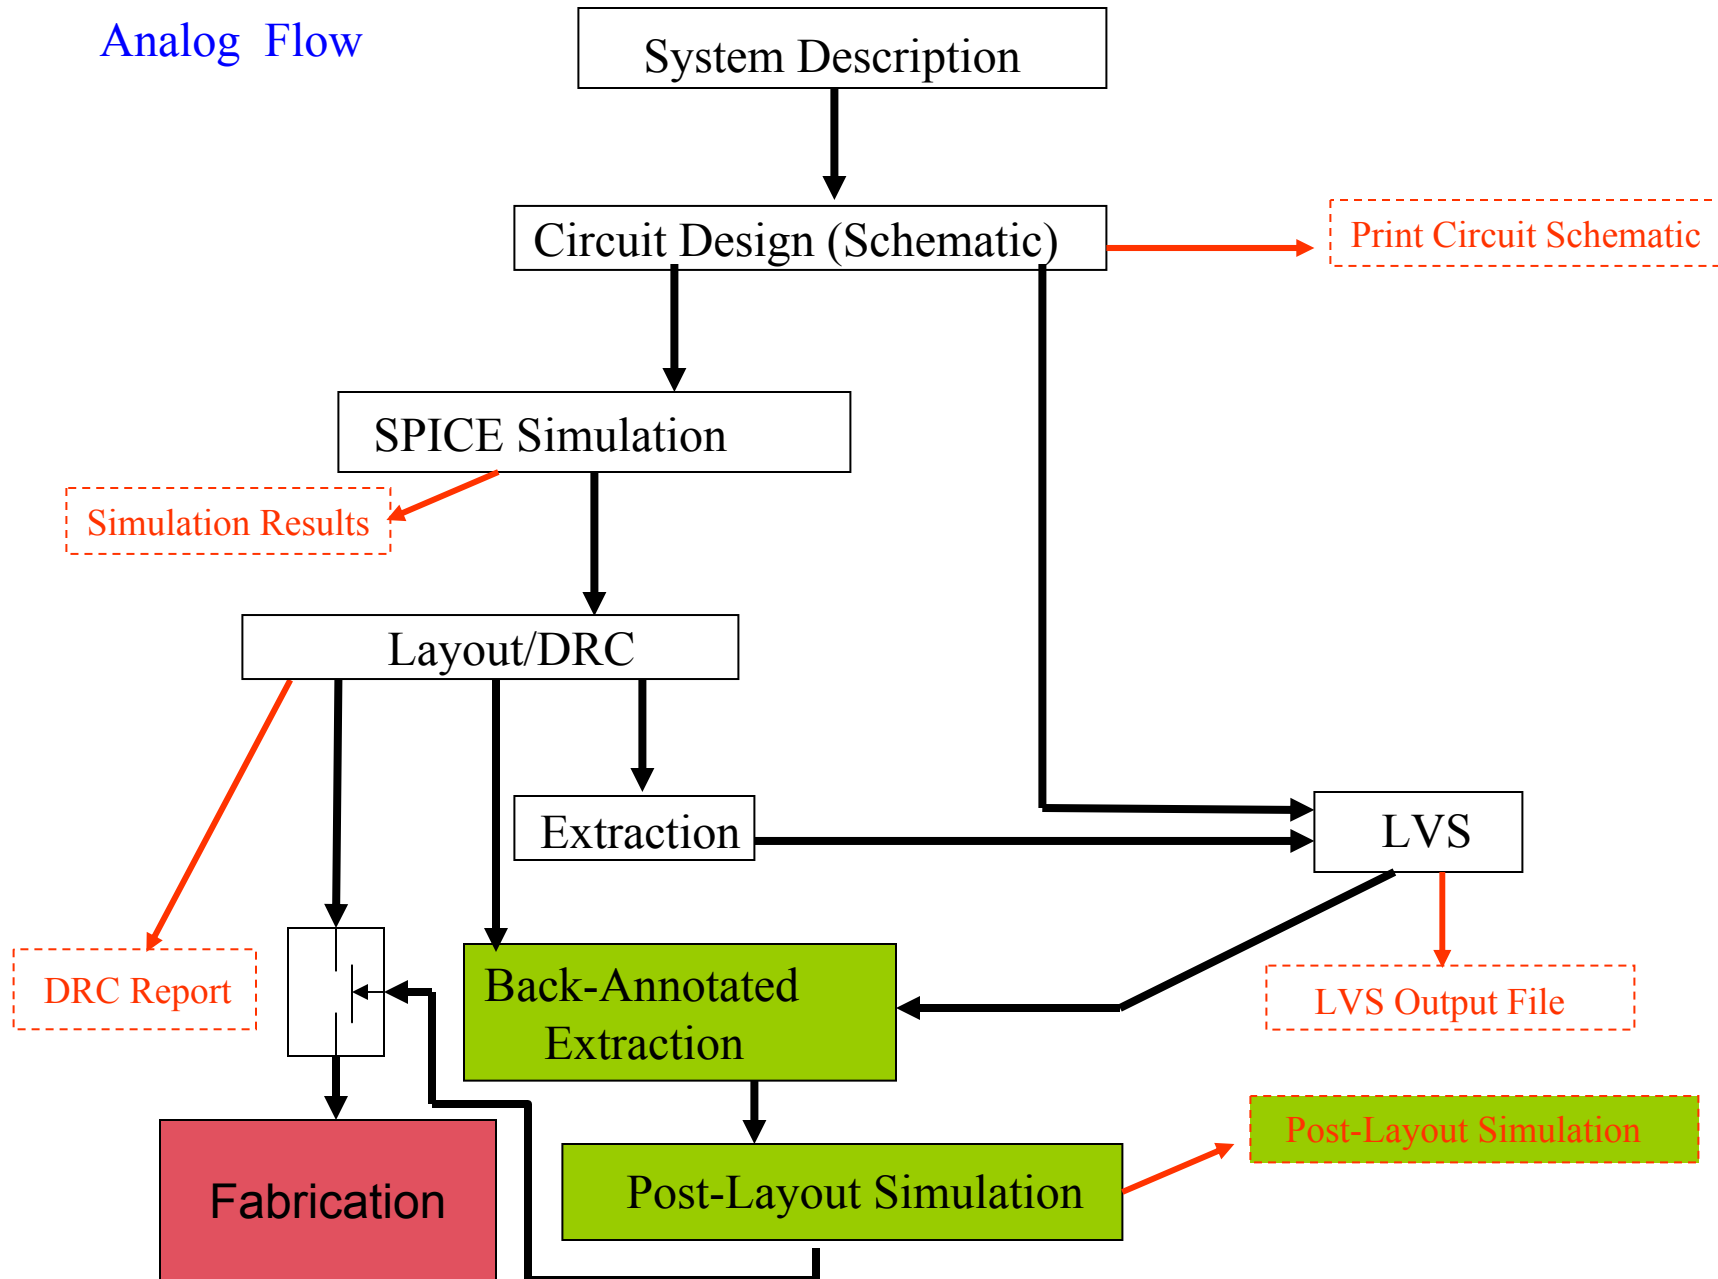 Analog Flow
System Description
Circuit Design (Schematic)
Print Circuit Schematic
SPICE Simulation
Simulation Results
Layout/DRC
Extraction
LVS
DRC Report
Back-Annotated
Extraction
LVS Output File
Post-Layout Simulation
Post-Layout Simulation
Fabrication